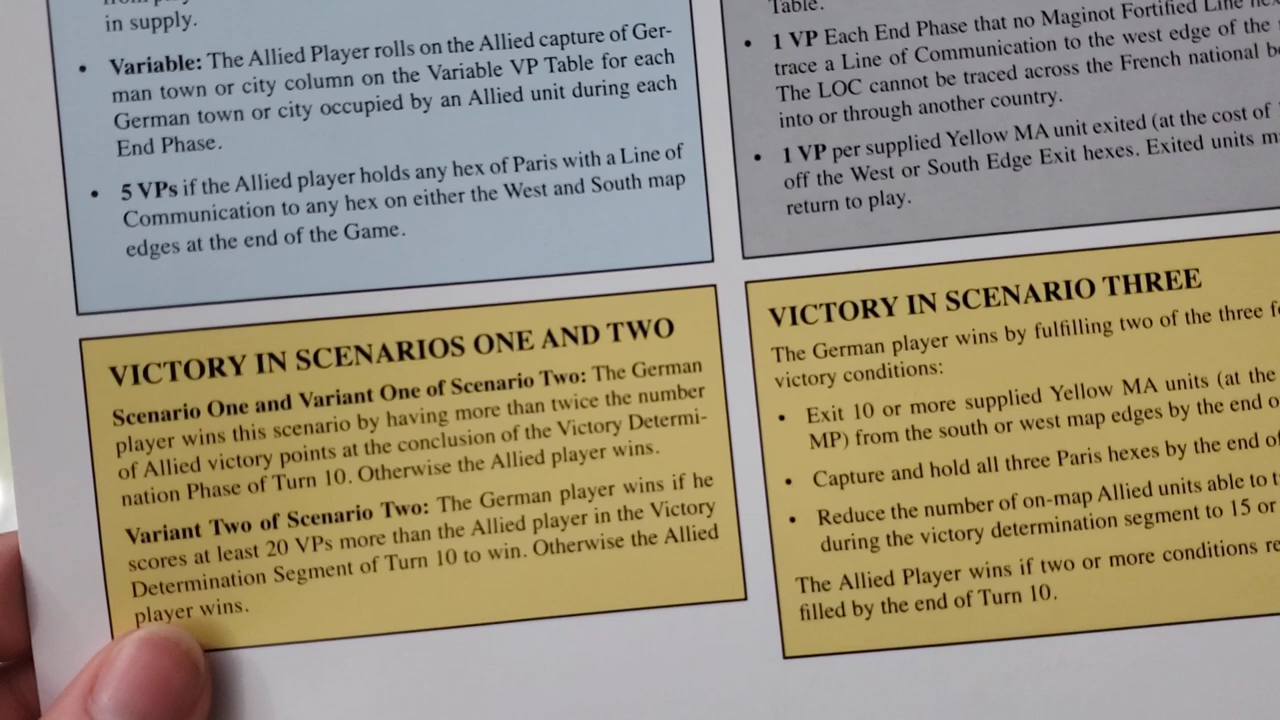 in supply.
• Variable: The Allied Player rolls on the Allied capture of Ger-
man town or city column on the Variable VP Table for each
German town or city occupied by an Allied unit during each
End Phase.
• 5 VPs if the Allied player holds any hex of Paris with a Line of
Communication to any hex on either the West and South map
edges at the end of the Game.
Table.
• 1 VP Each End Phase that no Maginot Fortified Line
trace a Line of Communication to the west edge of the
The LOC cannot be traced across the French national
into or through another country.
• 1 VP per supplied Yellow MA unit exited (at the cost of
off the West or South Edge Exit hexes. Exited units
return to play.
VICTORY IN SCENARIOS ONE AND TWO
Scenario One and Variant One of Scenario Two: The German
player wins this scenario by having more than twice the number
of Allied victory points at the conclusion of the Victory Determi-
nation Phase of Turn 10. Otherwise the Allied player wins.
Variant Two of Scenario Two: The German player wins if he
scores at least 20 VPs more than the Allied player in the Victory
Determination Segment of Turn 10 to win. Otherwise the Allied
player wins.
VICTORY IN SCENARIO THREE
The German player wins by fulfilling two of the three
victory conditions:
• Exit 10 or more supplied Yellow MA units (at the
MP) from the south or west map edges by the end
• Capture and hold all three Paris hexes by the end of
• Reduce the number of on-map Allied units able to
during the victory determination segment to 15 or
The Allied Player wins if two or more conditions
filled by the end of Turn 10.